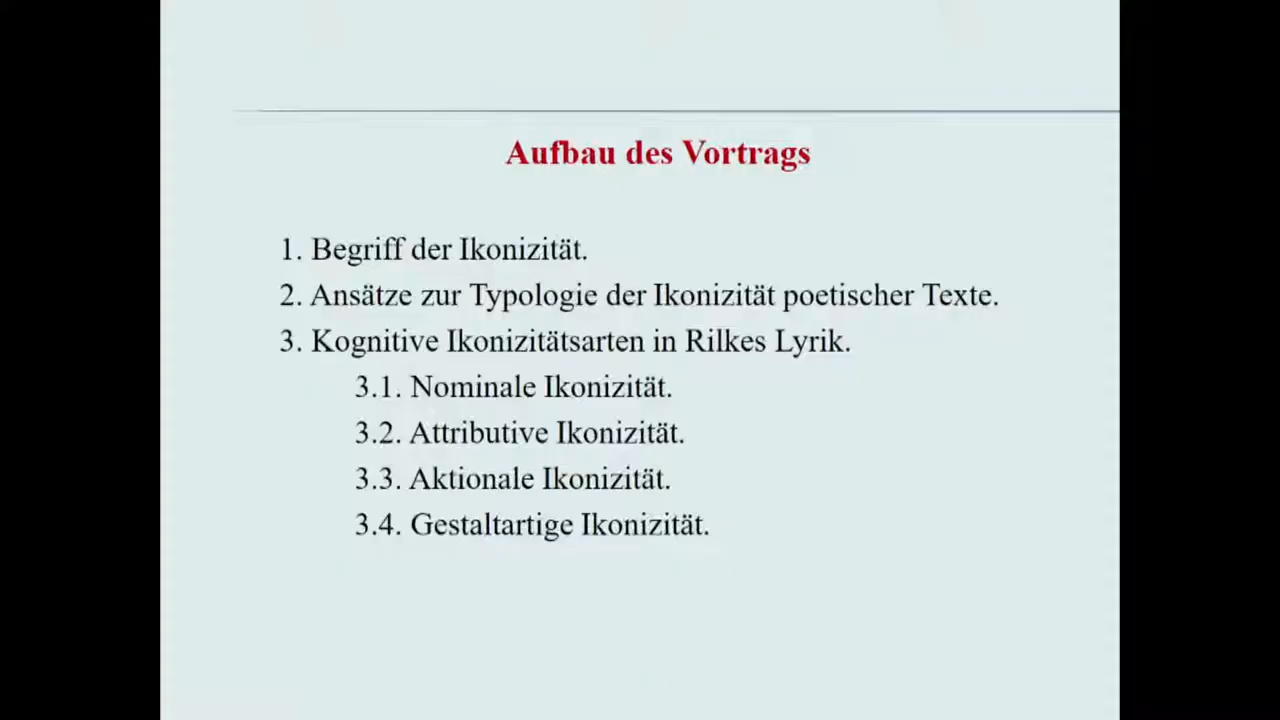 Aufbau des Vortrags
1. Begriff der Ikonizität.
2. Ansätze zur Typologie der Ikonizität poetischer Texte.
3. Kognitive Ikonizitätsarten in Rilkes Lyrik.
3.1. Nominale Ikonizität.
3.2. Attributive Ikonizität.
3.3. Aktionale Ikonizität.
3.4. Gestaltartige Ikonizität.